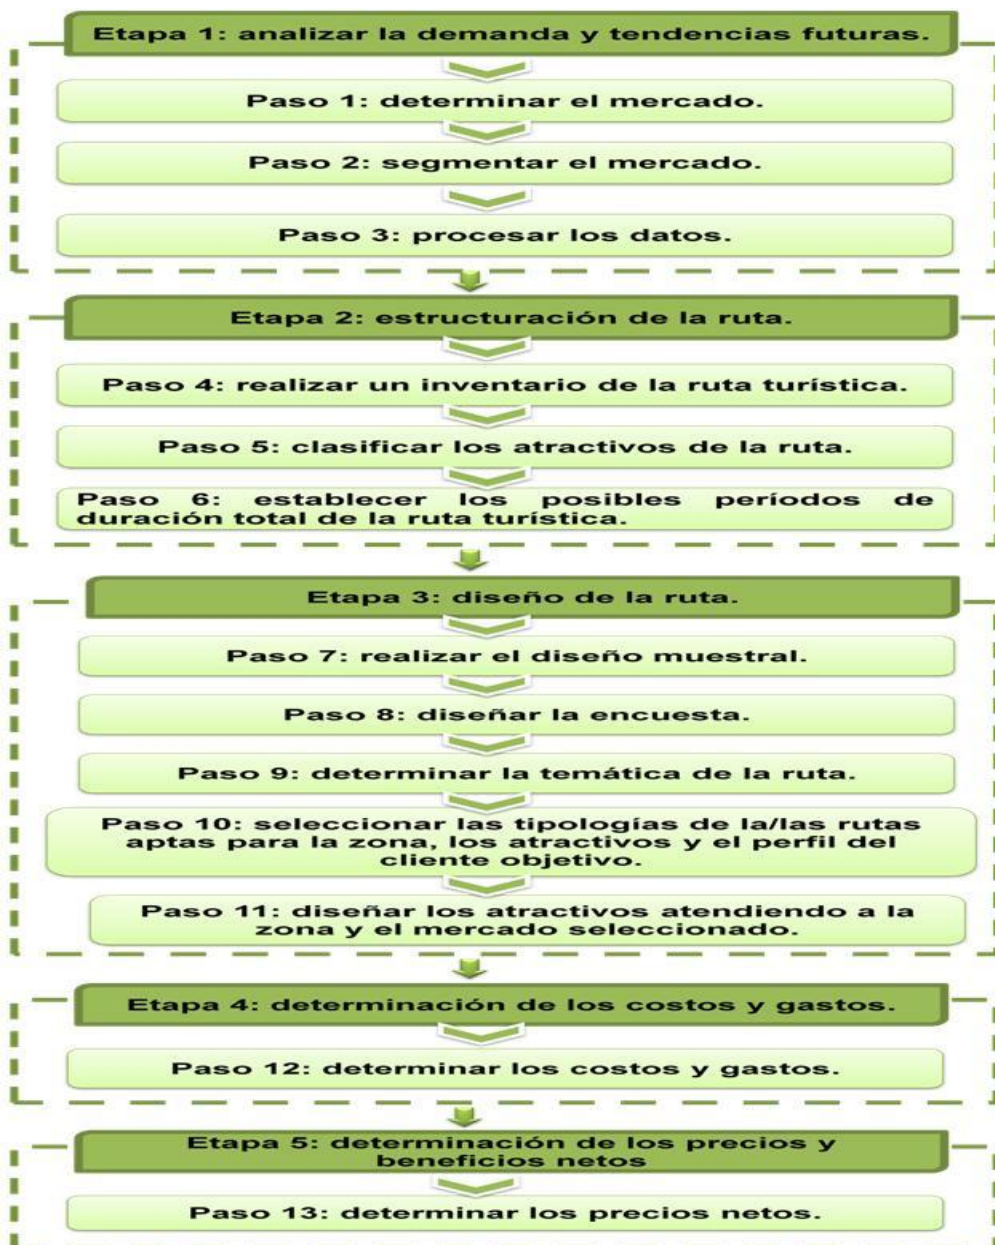 Etapa 1: analizar la demanda y tendencias futuras.
Paso 1: determinar el mercado.
Paso 2: segmentar el mercado.
Paso 3: procesar los datos.
Etapa 2: estructuración de la ruta.
Paso 4: realizar un inventario de la ruta turística.
Paso 5: clasificar los atractivos de la ruta.
Paso 6: establecer los posibles períodos de
duración total de la ruta turística.
Etapa 3: diseño de la ruta.
Paso 7: realizar el diseño muestral.
Paso 8: diseñar la encuesta.
Paso 9: determinar la temática de la ruta.
Paso 10: seleccionar las tipologías de la/las rutas
aptas para la zona, los atractivos y el perfil del
cliente objetivo.
Paso 11: diseñar los atractivos atendiendo a la
zona y el mercado seleccionado.
Etapa 4: determinación de los costos y gastos.
Paso 12: determinar los costos y gastos.
Etapa 5: determinación de los precios y
beneficios netos
Paso 13: determinar los precios netos.